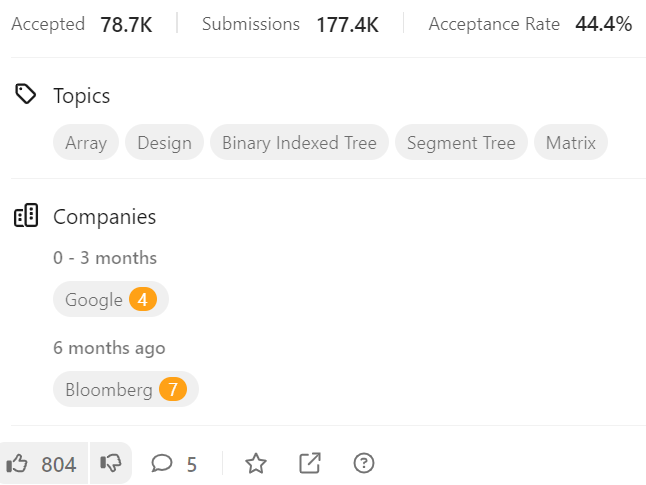 Accepted 78.7K Submissions 177.4K Acceptance Rate 44.4%
Topics
Array Design Binary Indexed Tree Segment Tree Matrix
Companies
0 - 3 months
Google 4
6 months ago
Bloomberg 7
804 5 ?